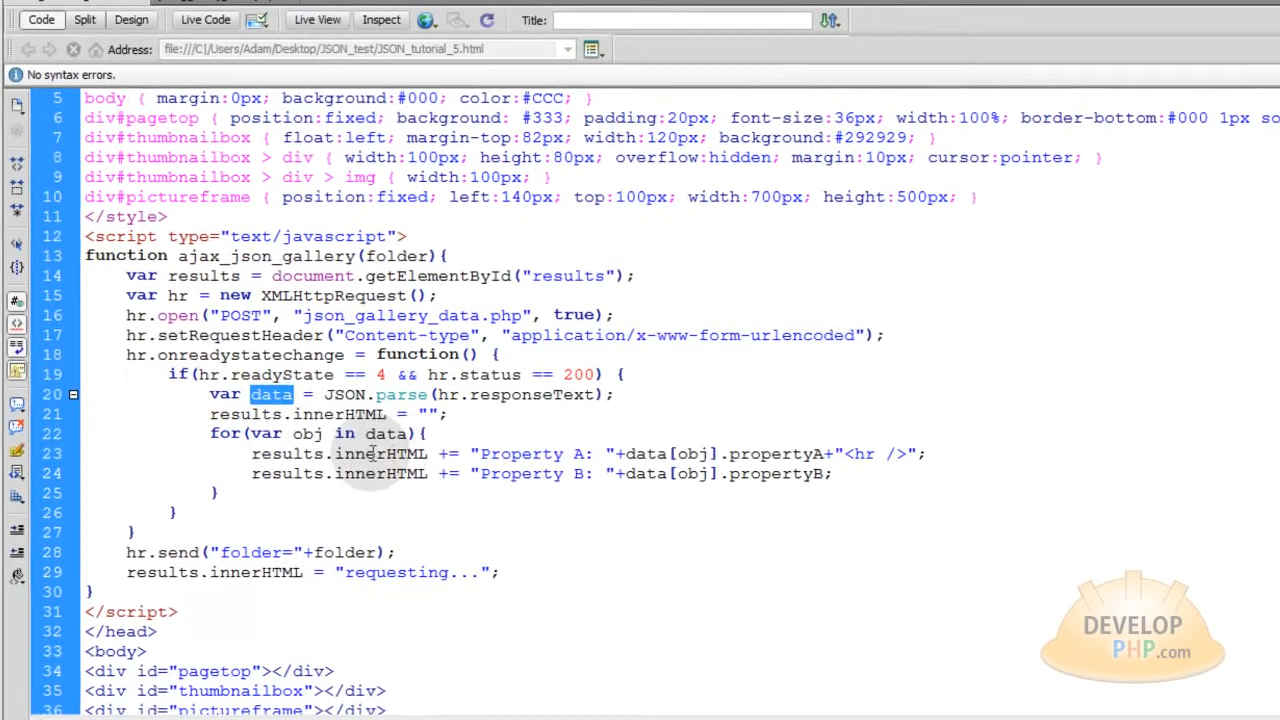 Code Split Design Live Code Live View Inspect Title:
Address: file:///C|/Users/Adam/Desktop/JSON_test/JSON_tutorial_5.html
No syntax errors.
5 body { margin:0px; background:#000; color:#CCC; }
6 div#pagetop { position:fixed; background: #333; padding:20px; font-size:36px; width:100%; border-bottom:#000 1px so
7 div#thumbnailbox { float:left; margin-top:82px; width:120px; background:#292929; }
8 div#thumbnailbox > div { width:100px; height:80px; overflow:hidden; margin:10px; cursor:pointer; }
9 div#thumbnailbox > div > img { width:100px; }
10 div#pictureframe { position:fixed; left:140px; top:100px; width:700px; height:500px; }
11 </style>
12 <script type="text/javascript">
13 function ajax_json_gallery(folder){
14 var results = document.getElementById("results");
15 var hr = new XMLHttpRequest();
16 hr.open("POST", "json_gallery_data.php", true);
17 hr.setRequestHeader("Content-type", "application/x-www-form-urlencoded");
18 hr.onreadystatechange = function() {
19 if(hr.readyState == 4 && hr.status == 200) {
20 var data = JSON.parse(hr.responseText);
21 results.innerHTML = "";
22 for(var obj in data){
23 results.innerHTML += "Property A: "+data[obj].propertyA+"<hr />";
24 results.innerHTML += "Property B: "+data[obj].propertyB;
25 }
26 }
27 }
28 hr.send("folder="+folder);
29 results.innerHTML = "requesting...";
30 }
31 </script>
32 </head>
33 <body>
34 <div id="pagetop"></div>
35 <div id="thumbnailbox"></div>
36 <div id="pictureframe"></div>
DEVELOP
PHP.com